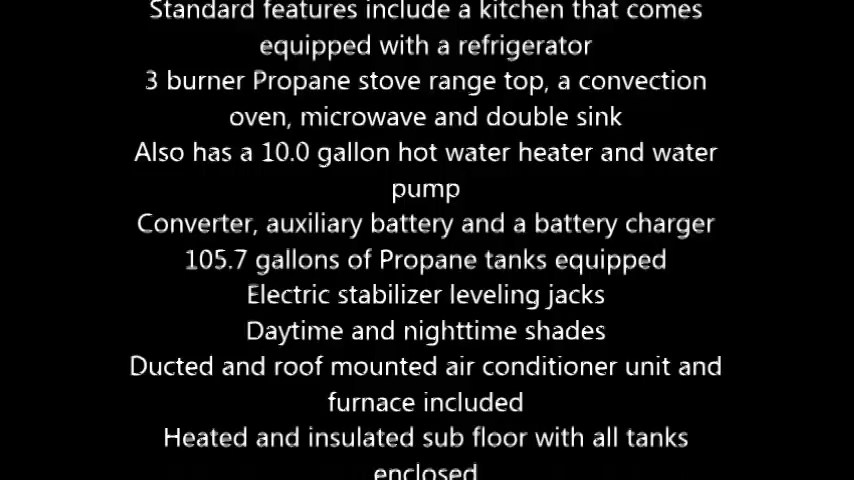 Standard features include a kitchen that comes
equipped with a refrigerator
3 burner Propane stove range top, a convection
oven, microwave and double sink
Also has a 10.0 gallon hot water heater and water
pump
Converter, auxiliary battery and a battery charger
105.7 gallons of Propane tanks equipped
Electric stabilizer leveling jacks
Daytime and nighttime shades
Ducted and roof mounted air conditioner unit and
furnace included
Heated and insulated sub floor with all tanks
enclosed